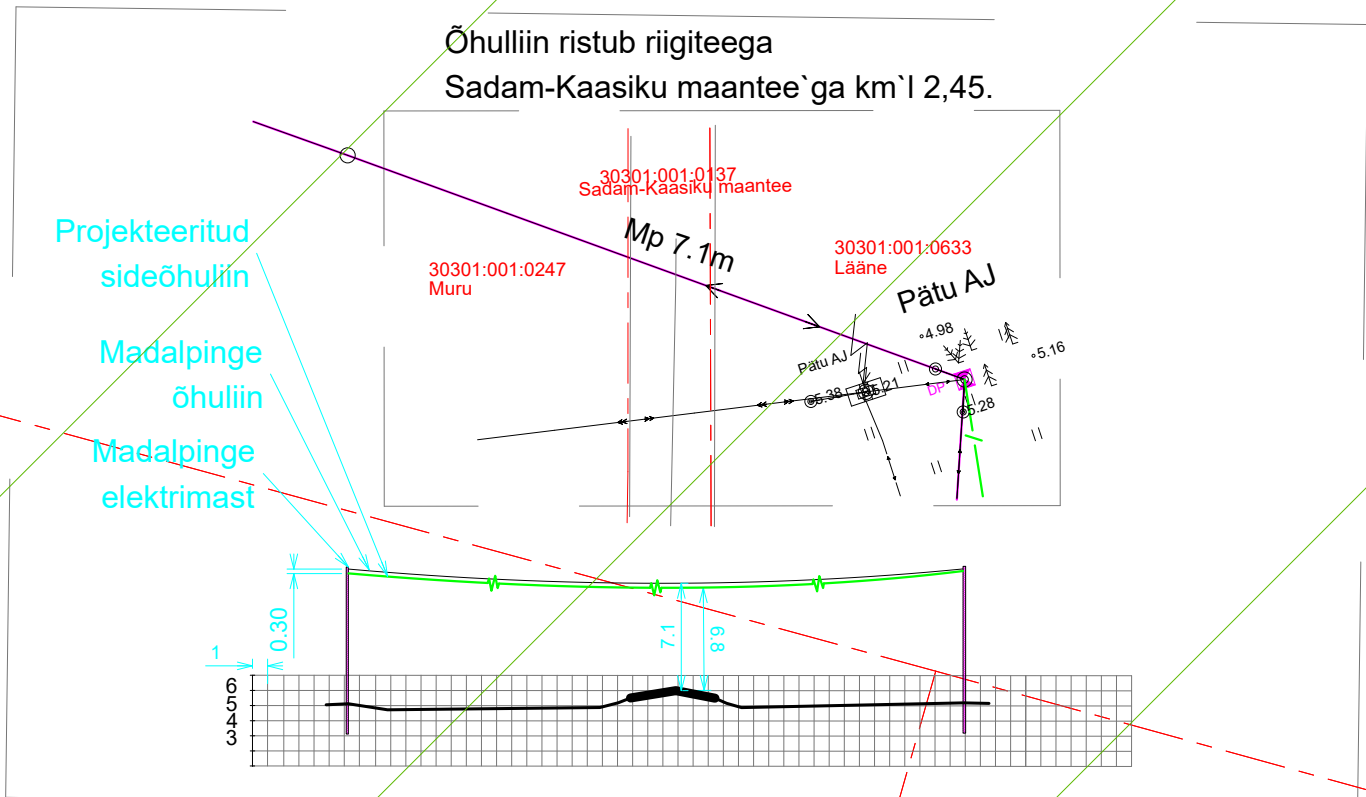 Õhulliin ristub riigiteega
Sadam-Kaasiku maantee`ga km`l 2,45.
30301:001:0137
Sadam-Kaasiku maantee
Mp 7.1m
30301:001:0633
Lääne
30301:001:0247
Muru
Pätu AJ
4.98
5.16
Pätu AJ
5.38
5.21
DP
5.28
Projekteeritud
sideõhuliin
Madalpinge
õhuliin
Madalpinge
elektrimast
0.30
1
7.1
6.8
6
5
4
3